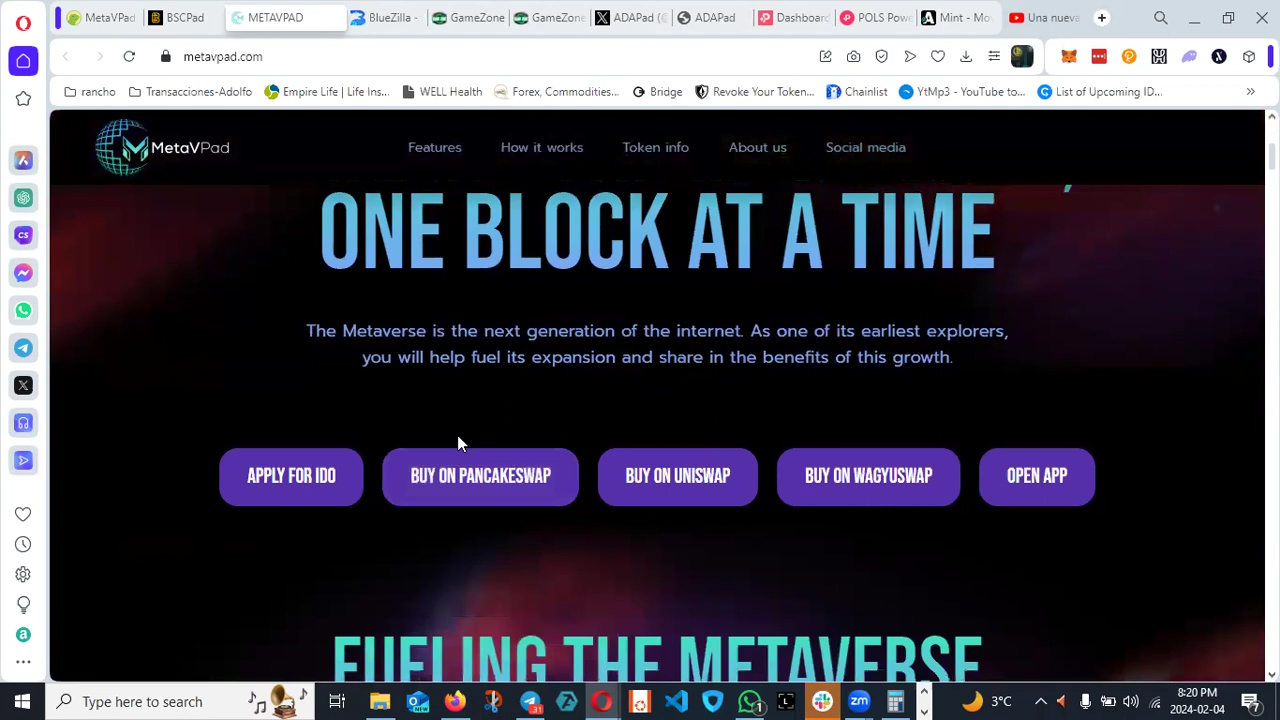 MetaVPad
BSCPad
METAVPAD
BlueZilla -
GameZone
GameZone
ADAPad (
ADAPad
Dashboard
POLS Powe
Mint - Mov
Una nueva
metavpad.com
rancho
Transacciones-Adolfo
Empire Life | Life Ins...
WELL Health
Forex, Commodities...
Bridge
Revoke Your Token...
Chainlist
YtMp3 - YouTube to...
List of Upcoming ID...
MetaVPad
Features
How it works
Token info
About us
Social media
ONE BLOCK AT A TIME
The Metaverse is the next generation of the internet. As one of its earliest explorers,
you will help fuel its expansion and share in the benefits of this growth.
APPLY FOR IDO
BUY ON PANCAKESWAP
BUY ON UNISWAP
BUY ON WAGYUSWAP
OPEN APP
FUELING THE METAVERSE
Type here to search
3°C
8:20 PM
2024-02-04